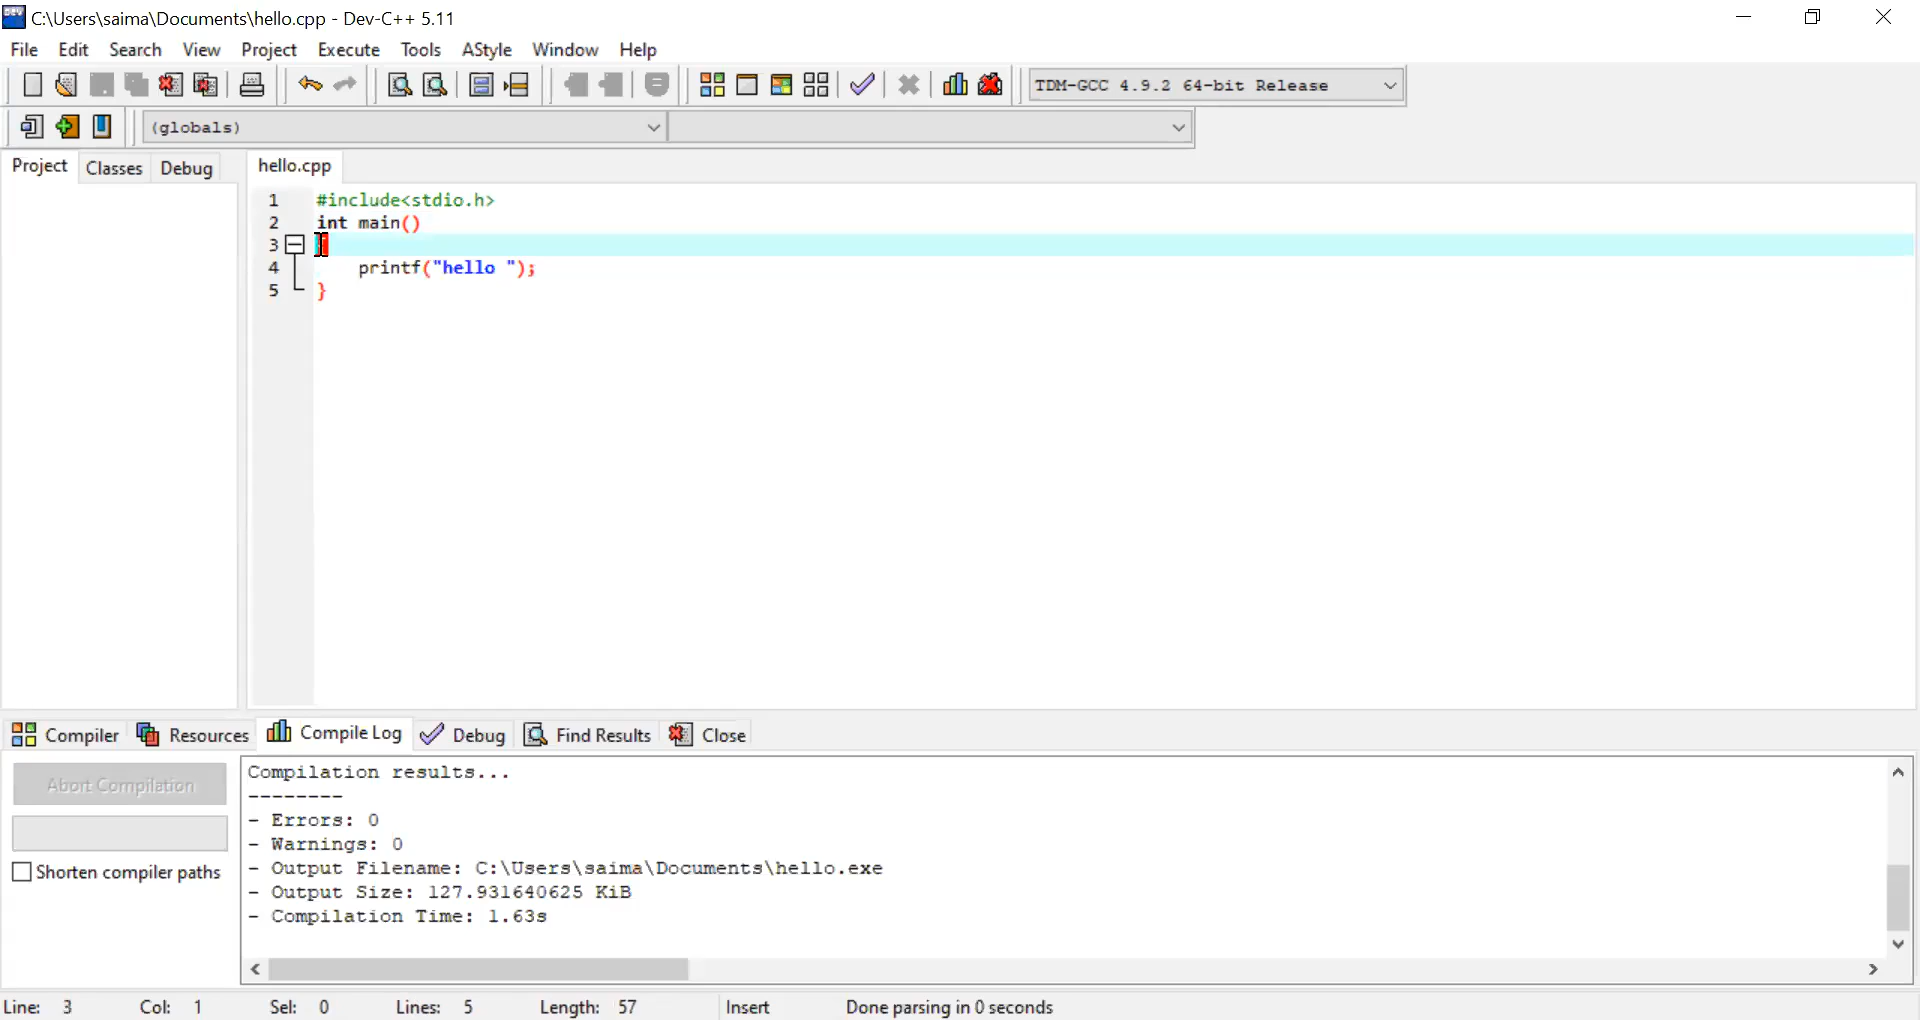 C:\Users\saima\Documents\hello.cpp - Dev-C++ 5.11
File Edit Search View Project Execute Tools AStyle Window Help
TDM-GCC 4.9.2 64-bit Release
(globals)
Project Classes Debug hello.cpp
1 #include<stdio.h>
2 int main()
3 {
4 printf("hello ");
5 }
Compiler Resources Compile Log Debug Find Results Close
Abort Compilation
Shorten compiler paths
Compilation results...
--------
- Errors: 0
- Warnings: 0
- Output Filename: C:\Users\saima\Documents\hello.exe
- Output Size: 127.931640625 KiB
- Compilation Time: 1.63s
Line: 3 Col: 1 Sel: 0 Lines: 5 Length: 57 Insert Done parsing in 0 seconds